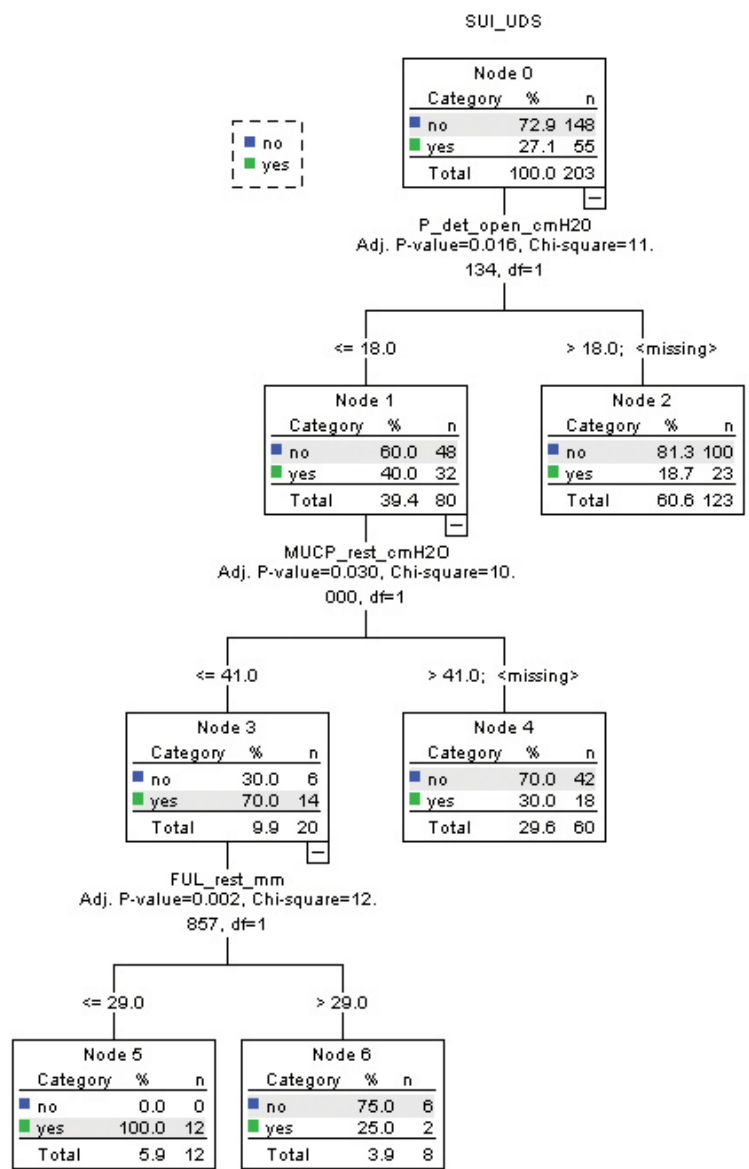 SUI_UDS
no
yes
Node 0
Category % n
no 72.9 148
yes 27.1 55
Total 100.0 203
P_det_open_cmH2O
Adj. P-value=0.016, Chi-square=11.
134, df=1
<= 18.0
> 18.0; <missing>
Node 1
Category % n
no 60.0 48
yes 40.0 32
Total 39.4 80
Node 2
Category % n
no 81.3 100
yes 18.7 23
Total 60.6 123
MUCP_rest_cmH2O
Adj. P-value=0.030, Chi-square=10.
000, df=1
<= 41.0
> 41.0; <missing>
Node 3
Category % n
no 30.0 6
yes 70.0 14
Total 9.9 20
Node 4
Category % n
no 70.0 42
yes 30.0 18
Total 29.6 60
FUL_rest_mm
Adj. P-value=0.002, Chi-square=12.
857, df=1
<= 29.0
> 29.0
Node 5
Category % n
no 0.0 0
yes 100.0 12
Total 5.9 12
Node 6
Category % n
no 75.0 6
yes 25.0 2
Total 3.9 8